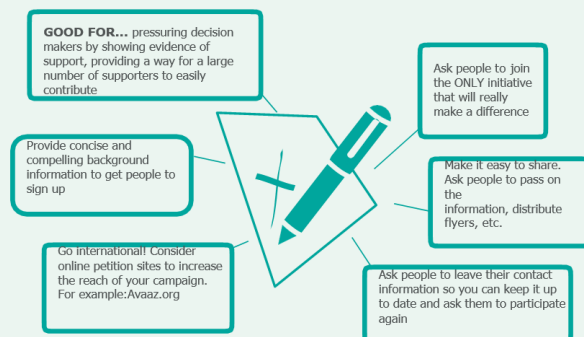 GOOD FOR... pressuring decision
makers by showing evidence of
support, providing a way for a large
number of supporters to easily
contribute
Ask people to join
the ONLY initiative
that will really
make a difference
Provide concise and
compelling background
information to get people to
sign up
Make it easy to share.
Ask people to pass on
the
information, distribute
flyers, etc.
Go international! Consider
online petition sites to increase
the reach of your campaign.
For example:Avaaz.org
Ask people to leave their contact
information so you can keep it up
to date and ask them to participate
again